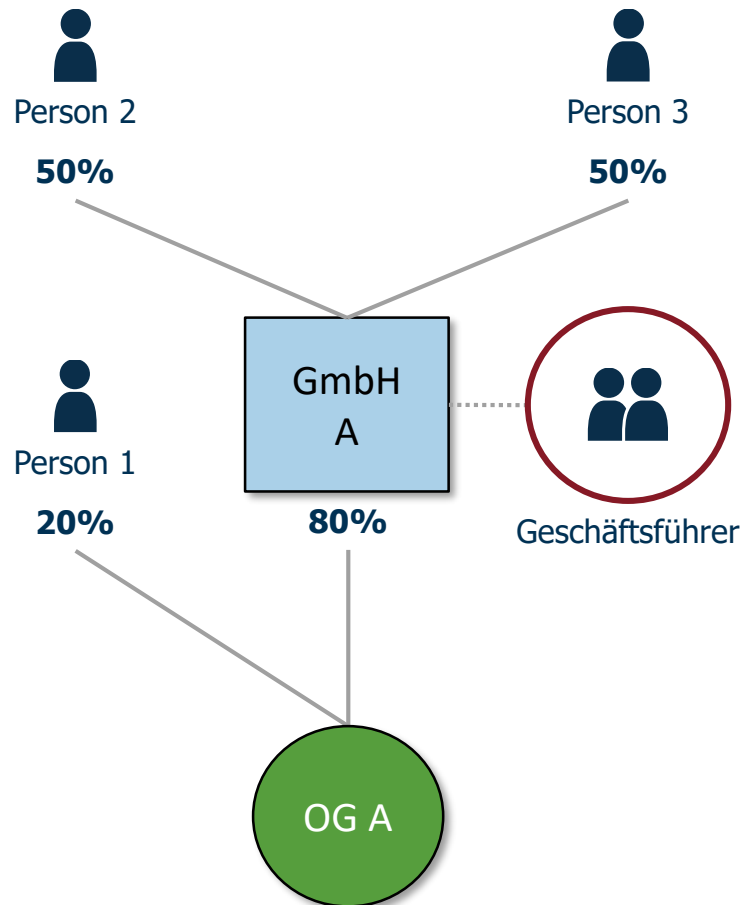 Person 2
Person 3
50%
50%
GmbH
A
Person 1
20%
80%
Geschäftsführer
OG A